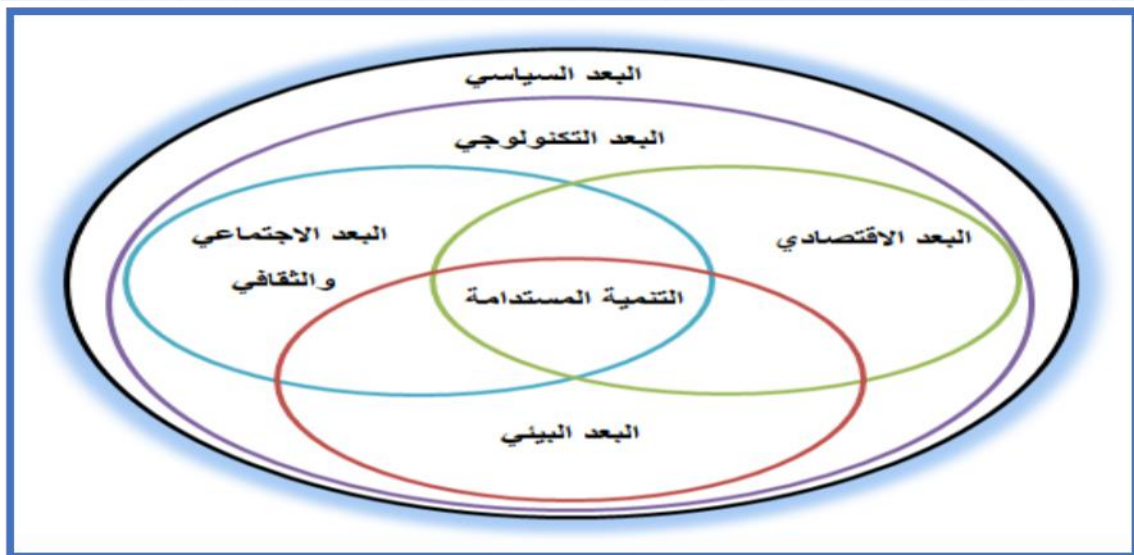 البعد السياسي
البعد التكنولوجي
البعد الاقتصادي
البعد الاجتماعي
والثقافي
التنمية المستدامة
البعد البيئي